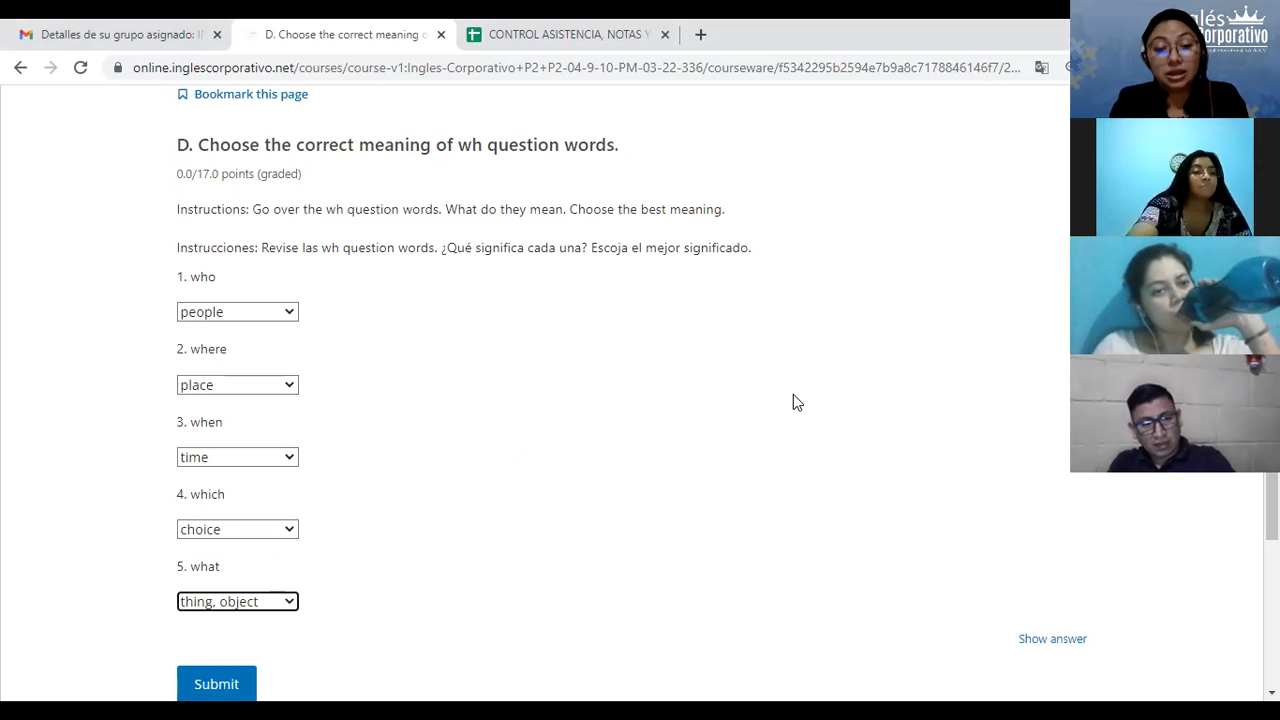 Detalles de su grupo asignado: I
D. Choose the correct meaning o
CONTROL ASISTENCIA, NOTAS Y
online.inglescorporativo.net/courses/course-v1:Ingles-Corporativo+P2+P2-04-9-10-PM-03-22-336/courseware/f5342295b2594e7b9a8c7178846146f7/2...
Bookmark this page
D. Choose the correct meaning of wh question words.
0.0/17.0 points (graded)
Instructions: Go over the wh question words. What do they mean. Choose the best meaning.
Instrucciones: Revise las wh question words. ¿Qué significa cada una? Escoja el mejor significado.
1. who
people
2. where
place
3. when
time
4. which
choice
5. what
thing, object
Show answer
Submit